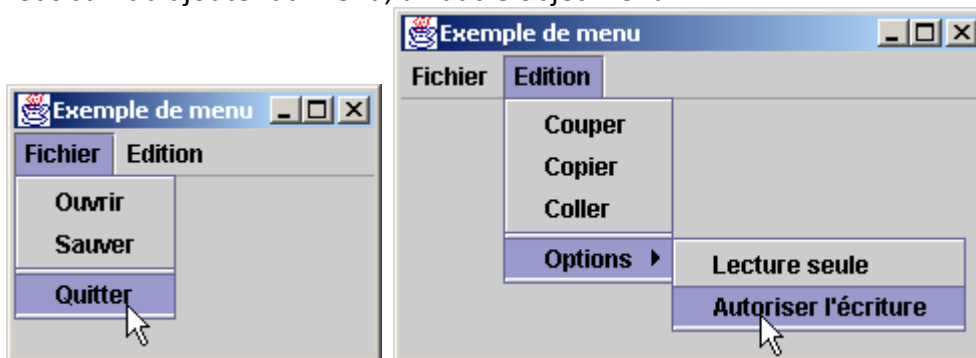 Exemple de menu
Fichier Edition
Ouvrir
Sauver
Quitter
Exemple de menu
Fichier Edition
Couper
Copier
Coller
Options
Lecture seule
Autoriser l'écriture